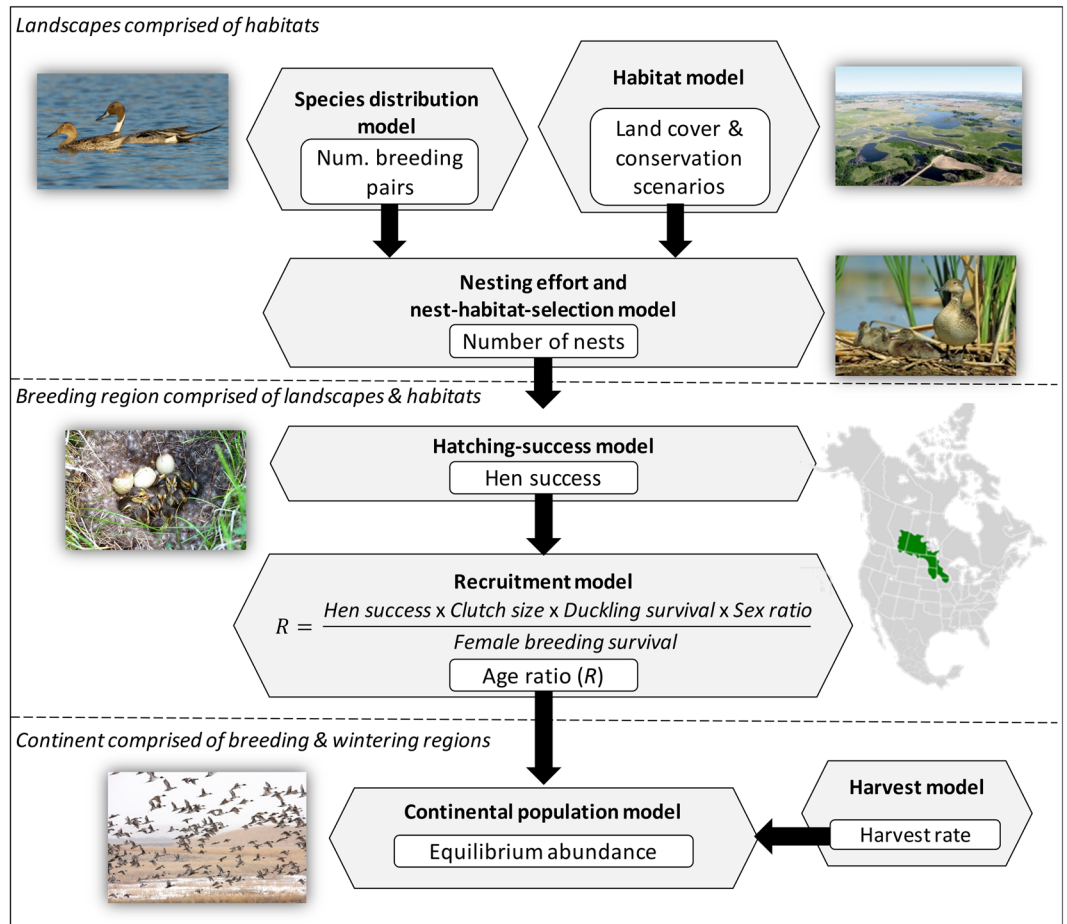 Landscapes comprised of habitats
Species distribution
model
Num. breeding
pairs
Habitat model
Land cover &
conservation
scenarios
Nesting effort and
nest-habitat-selection model
Number of nests
Breeding region comprised of landscapes & habitats
Hatching-success model
Hen success
Recruitment model
R = Hen success x Clutch size x Duckling survival x Sex ratio
Female breeding survival
Age ratio (R)
Continent comprised of breeding & wintering regions
Continental population model
Equilibrium abundance
Harvest model
Harvest rate